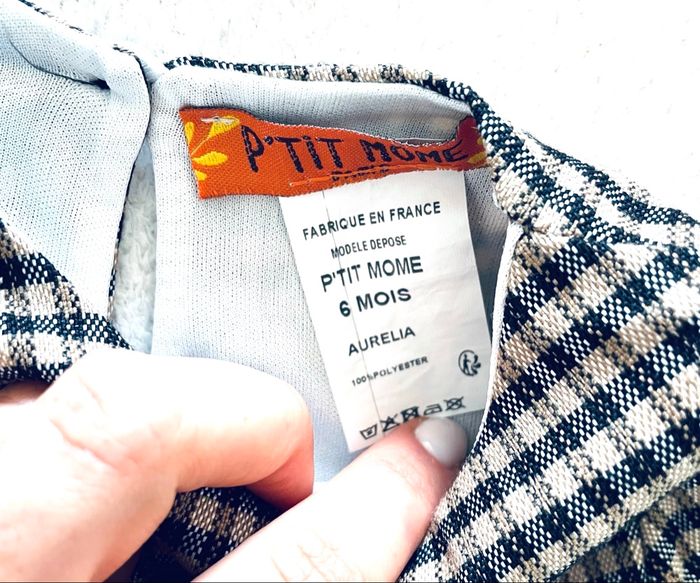 P'TIT MOME
FABRIQUE EN FRANCE
MODELE DEPOSE
P'TIT MOME
6 MOIS
AURELIA
100%POLYESTER